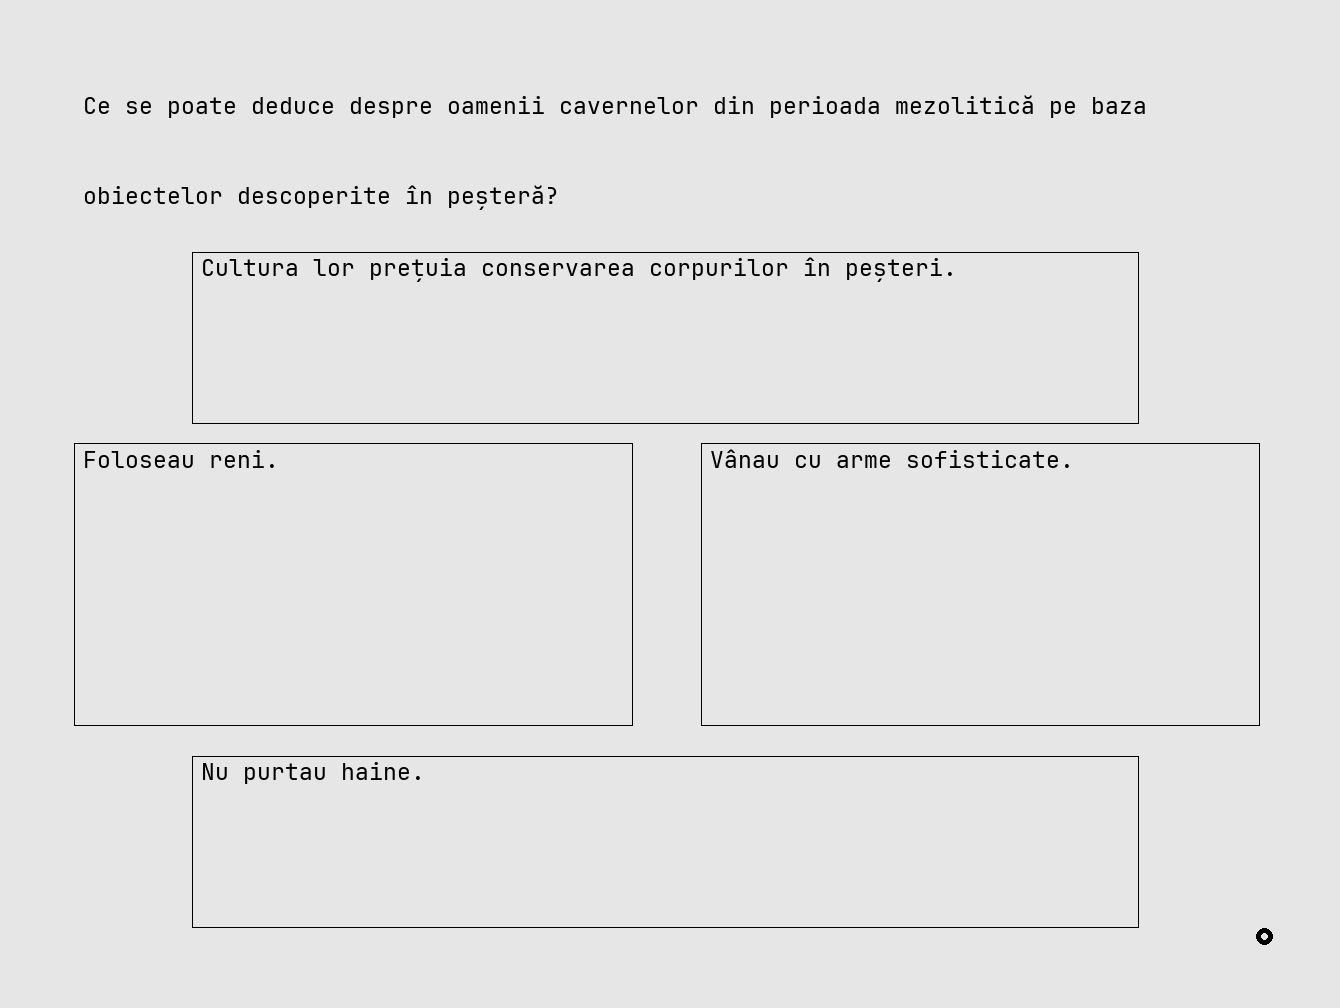 Ce se poate deduce despre oamenii cavernelor din perioada mezolitică pe baza
obiectelor descoperite în peșteră?
Cultura lor prețuia conservarea corpurilor în peșteri.
Foloseau reni.
Vânau cu arme sofisticate.
Nu purtau haine.